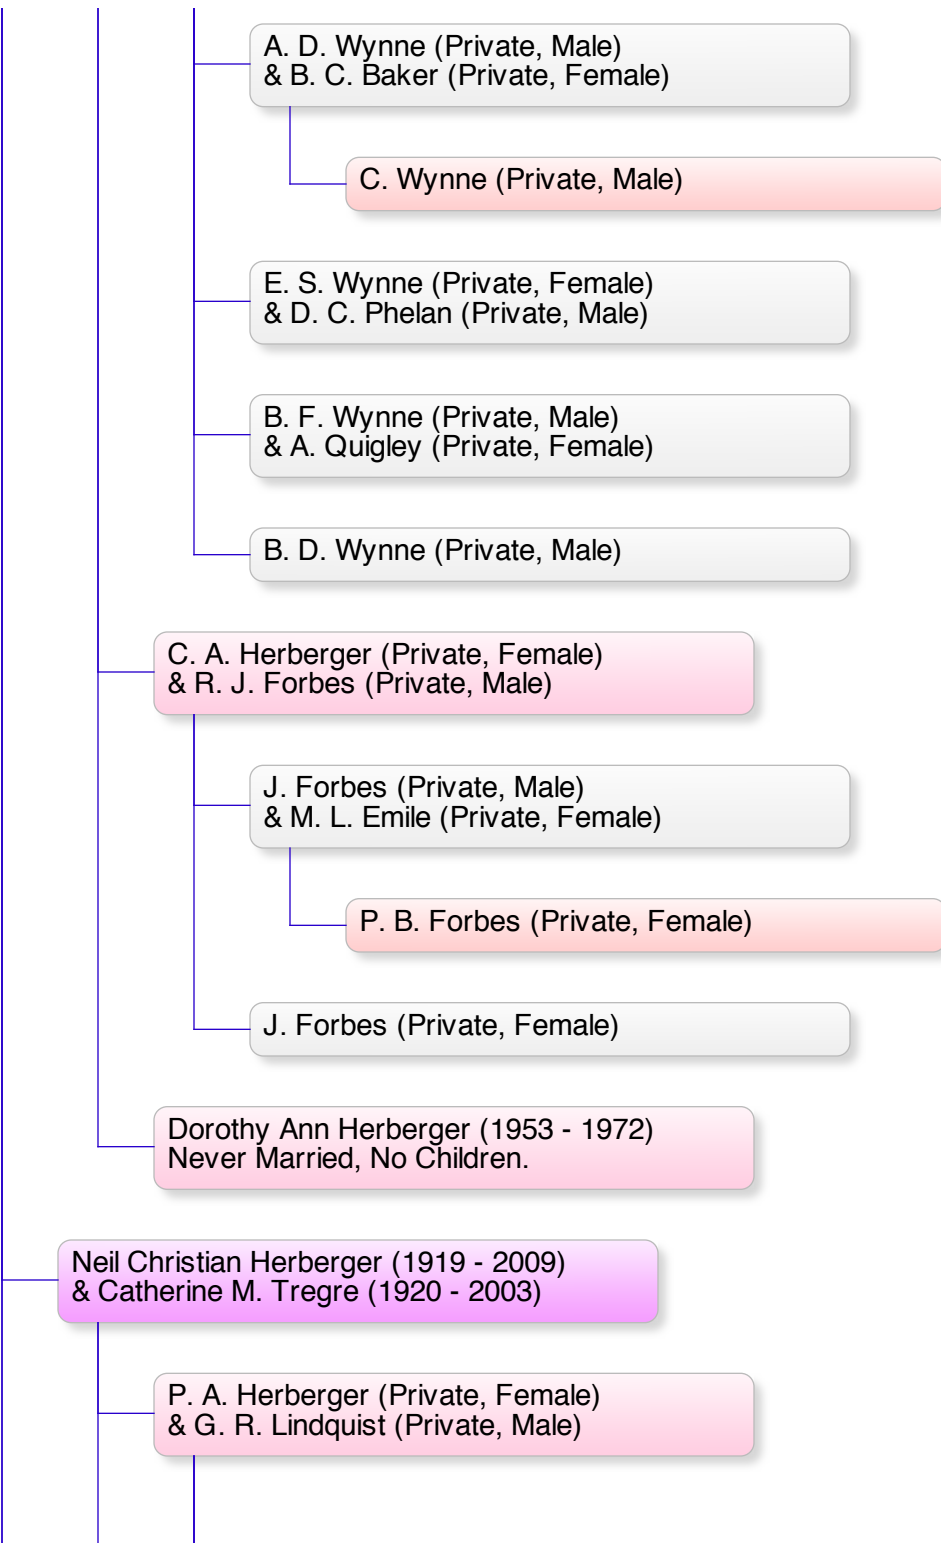 A. D. Wynne (Private, Male)
& B. C. Baker (Private, Female)
C. Wynne (Private, Male)
E. S. Wynne (Private, Female)
& D. C. Phelan (Private, Male)
B. F. Wynne (Private, Male)
& A. Quigley (Private, Female)
B. D. Wynne (Private, Male)
C. A. Herberger (Private, Female)
& R. J. Forbes (Private, Male)
J. Forbes (Private, Male)
& M. L. Emile (Private, Female)
P. B. Forbes (Private, Female)
J. Forbes (Private, Female)
Dorothy Ann Herberger (1953 - 1972)
Never Married, No Children.
Neil Christian Herberger (1919 - 2009)
& Catherine M. Tregre (1920 - 2003)
P. A. Herberger (Private, Female)
& G. R. Lindquist (Private, Male)